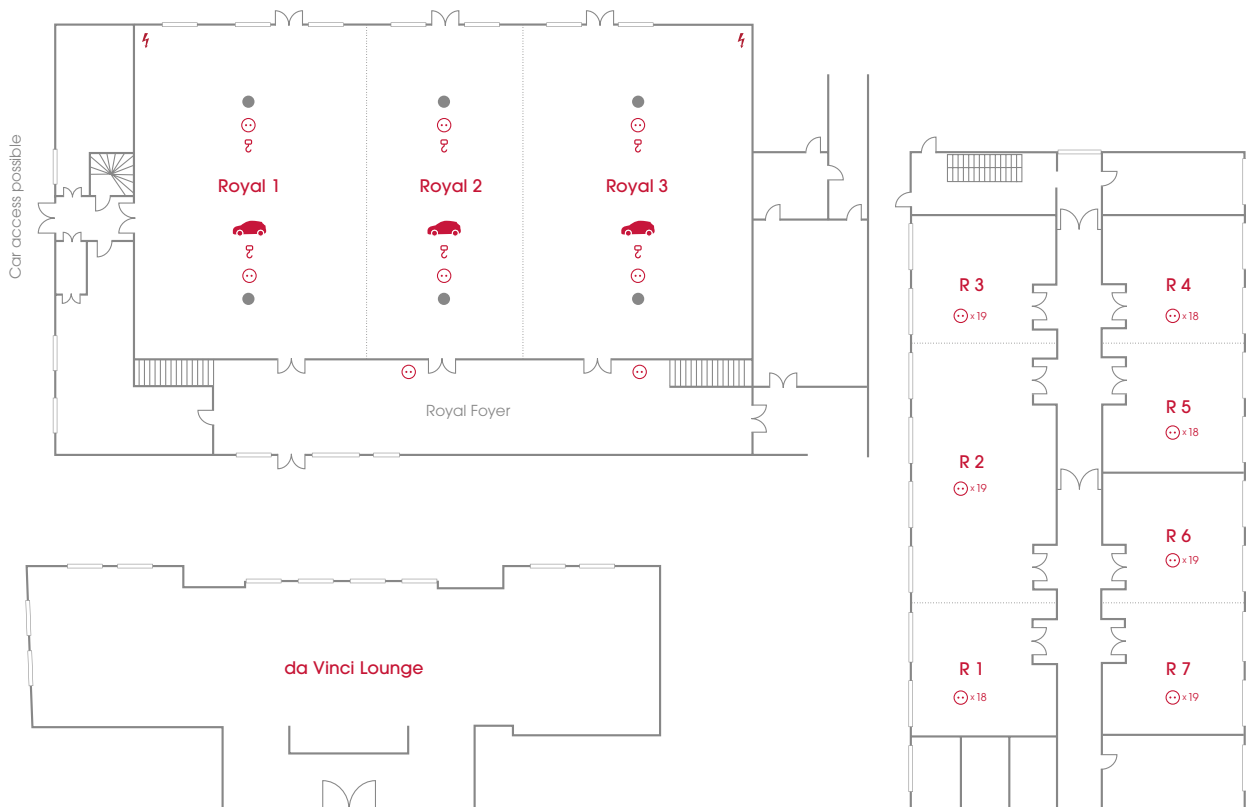 Car access possible
Royal 1
Royal 2
Royal 3
Royal Foyer
da Vinci Lounge
R 3
x 19
R 4
x 18
R 5
x 18
R 2
x 19
R 6
x 19
R 1
x 18
R 7
x 19